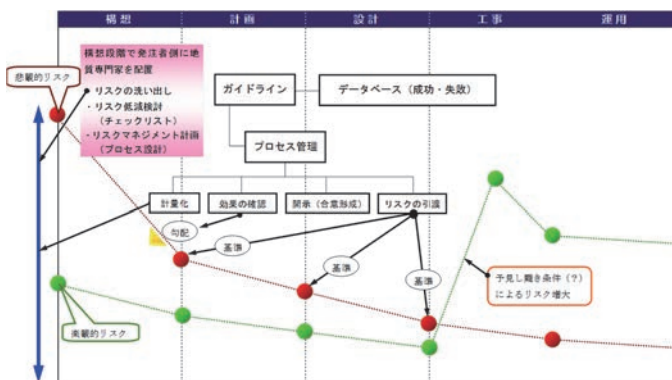 構想
計画
設計
工事
運用
構想段階で発注者側に地
質専門家を配置
・リスクの洗い出し
・リスク低減検討
（チェックリスト）
・リスクマネジメント計画
（プロセス設計）
悲観的リスク
ガイドライン
データベース（成功・失敗）
プロセス管理
計量化
効果の確認
開示（合意形成）
リスクの引渡
勾配
基準
基準
基準
予見し難き条件（？）
によるリスク増大
楽観的リスク